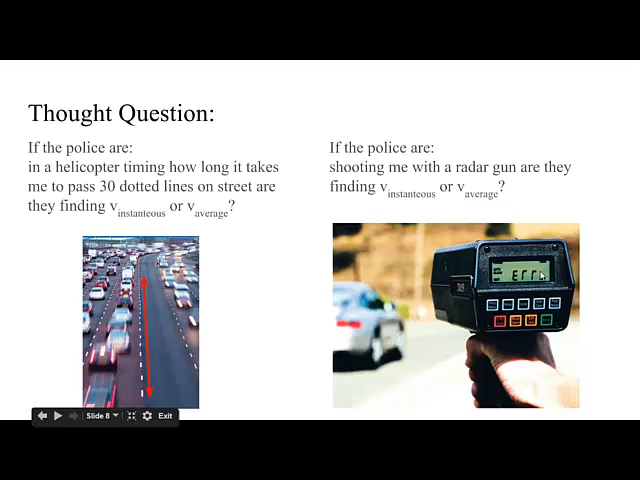 Thought Question:
If the police are:
in a helicopter timing how long it takes
me to pass 30 dotted lines on street are
they finding vinstanteous or vaverage?
If the police are:
shooting me with a radar gun are they
finding vinstanteous or vaverage?
Slide 8
Exit